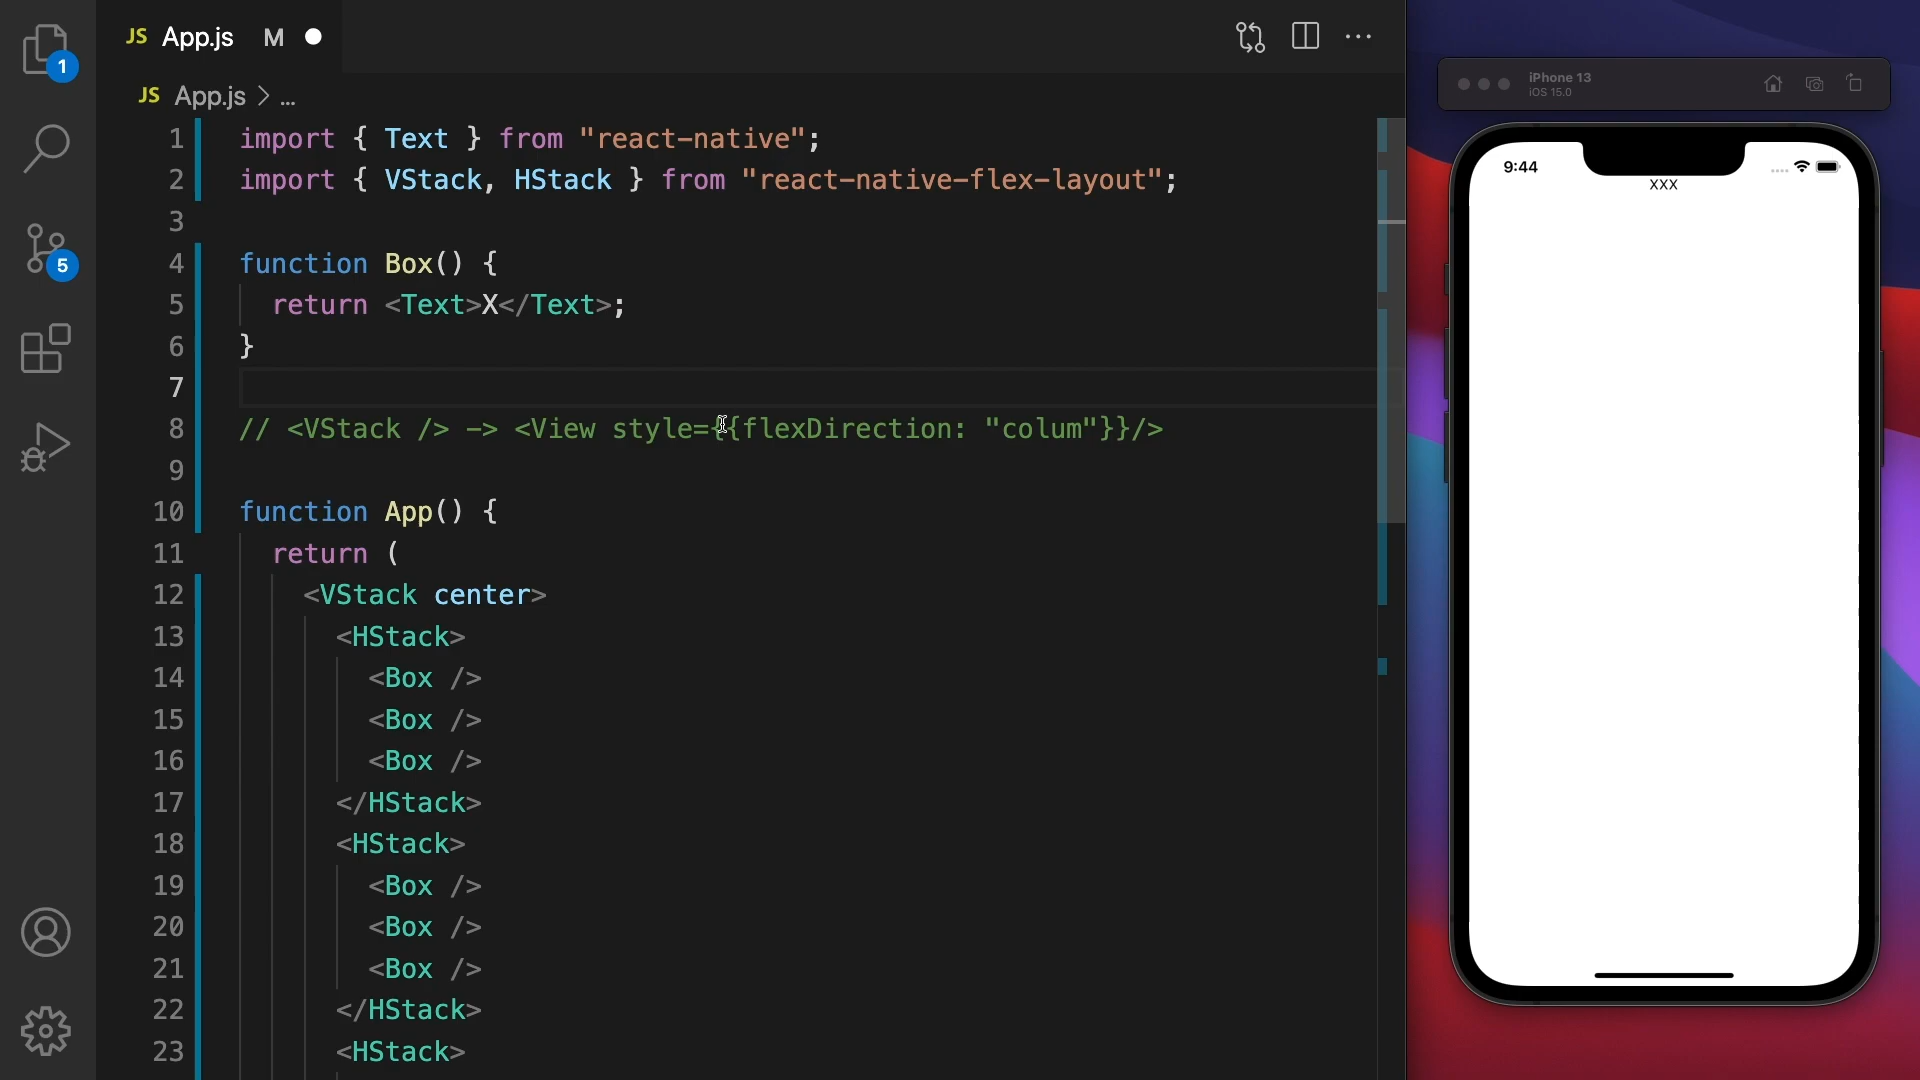 JS App.js M
JS App.js > ...
1 import { Text } from "react-native";
2 import { VStack, HStack } from "react-native-flex-layout";
3
4 function Box() {
5 return <Text>X</Text>;
6 }
7
8 // <VStack /> -> <View style={{flexDirection: "colum"}}/>
9
10 function App() {
11 return (
12 <VStack center>
13 <HStack>
14 <Box />
15 <Box />
16 <Box />
17 </HStack>
18 <HStack>
19 <Box />
20 <Box />
21 <Box />
22 </HStack>
23 <HStack>
1
5
iPhone 13
iOS 15.0
9:44
XXX